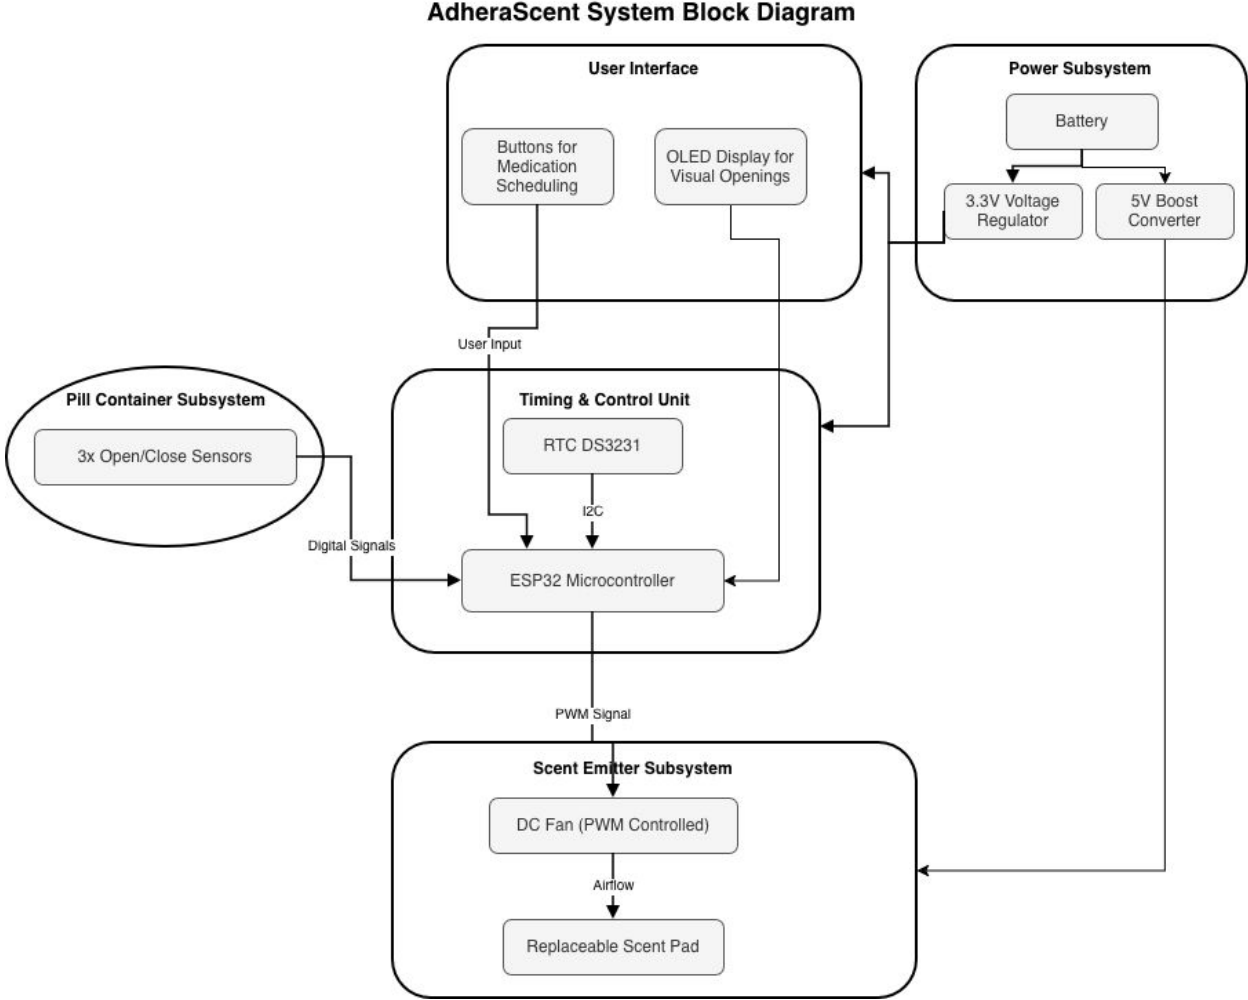 AdheraScent System Block Diagram
User Interface
Buttons for
Medication
Scheduling
OLED Display for
Visual Openings
Power Subsystem
Battery
3.3V Voltage
Regulator
5V Boost
Converter
User Input
Pill Container Subsystem
3x Open/Close Sensors
Digital Signals
Timing & Control Unit
RTC DS3231
I2C
ESP32 Microcontroller
PWM Signal
Scent Emitter Subsystem
DC Fan (PWM Controlled)
Airflow
Replaceable Scent Pad